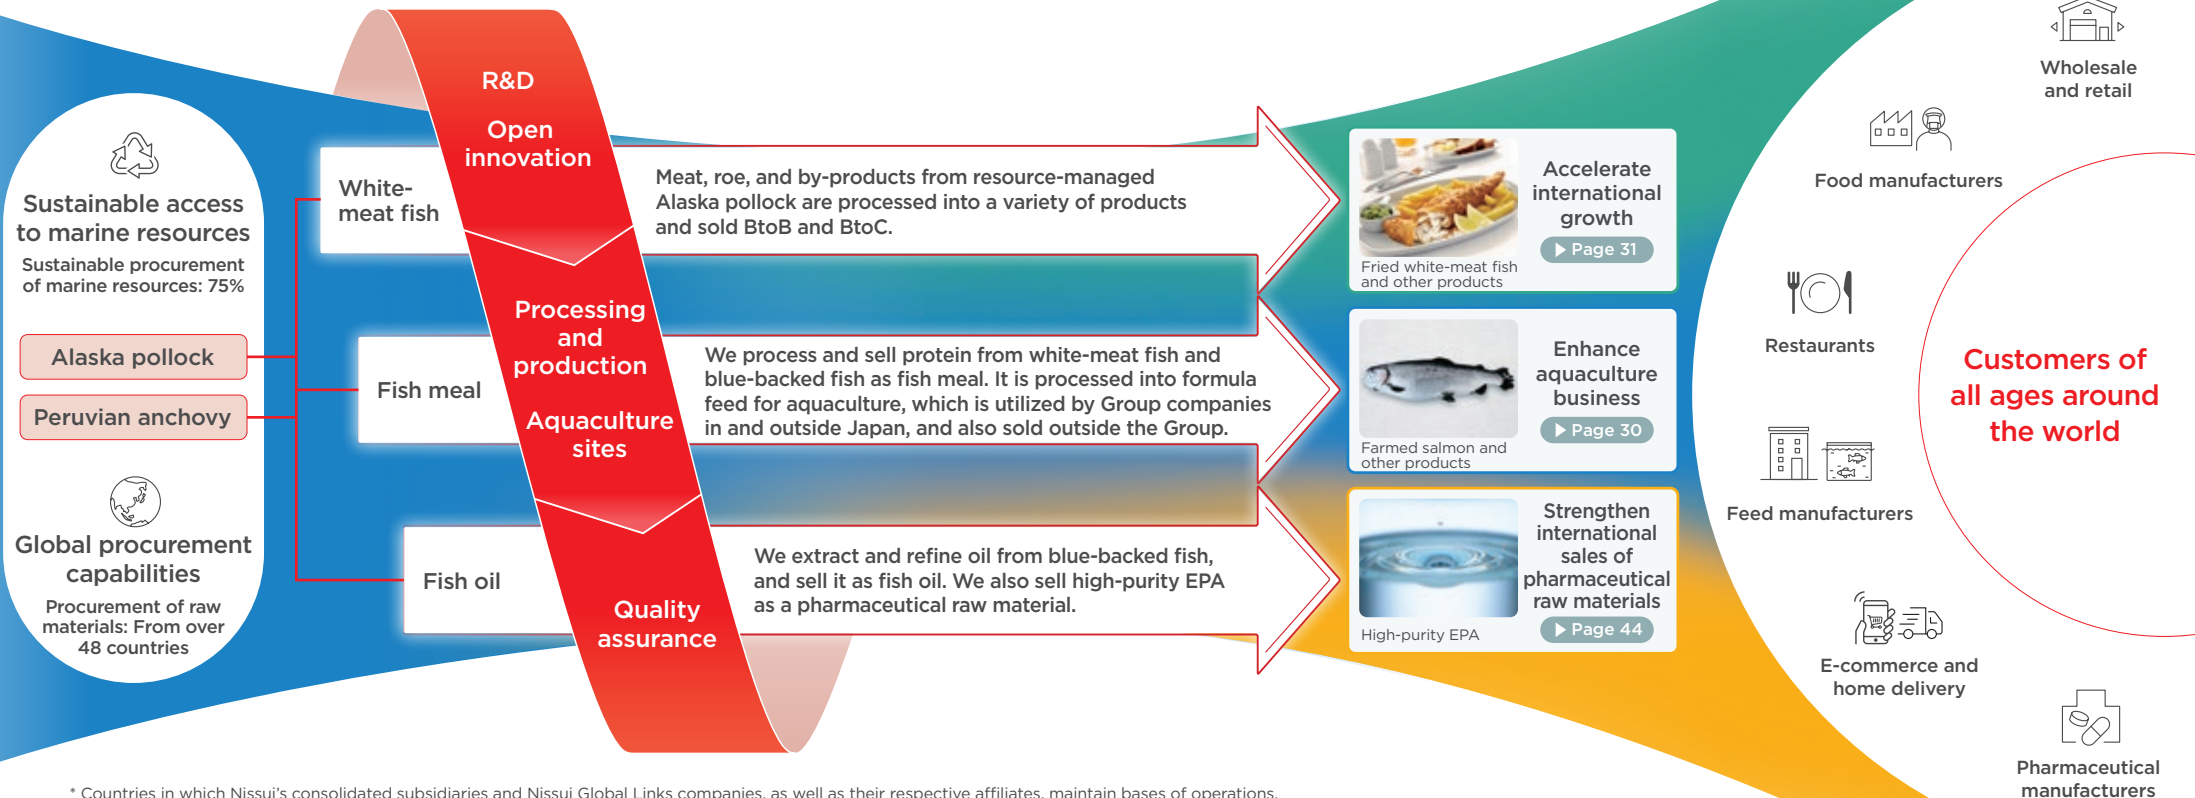 Sustainable access
to marine resources
Sustainable procurement
of marine resources: 75%
Alaska pollock
Peruvian anchovy
Global procurement
capabilities
Procurement of raw
materials: From over
48 countries
R&D
Open
innovation
Processing
and
production
Aquaculture
sites
Quality
assurance
White-
meat fish
Meat, roe, and by-products from resource-managed
Alaska pollock are processed into a variety of products
and sold BtoB and BtoC.
Fish meal
We process and sell protein from white-meat fish and
blue-backed fish as fish meal. It is processed into formula
feed for aquaculture, which is utilized by Group companies
in and outside Japan, and also sold outside the Group.
Fish oil
We extract and refine oil from blue-backed fish,
and sell it as fish oil. We also sell high-purity EPA
as a pharmaceutical raw material.
Fried white-meat fish
and other products
Accelerate
international
growth
Page 31
Farmed salmon and
other products
Enhance
aquaculture
business
Page 30
High-purity EPA
Strengthen
international
sales of
pharmaceutical
raw materials
Page 44
Wholesale
and retail
Food manufacturers
Restaurants
Feed manufacturers
E-commerce and
home delivery
Pharmaceutical
manufacturers
Customers of
all ages around
the world
* Countries in which Nissui's consolidated subsidiaries and Nissui Global Links companies, as well as their respective affiliates, maintain bases of operations.